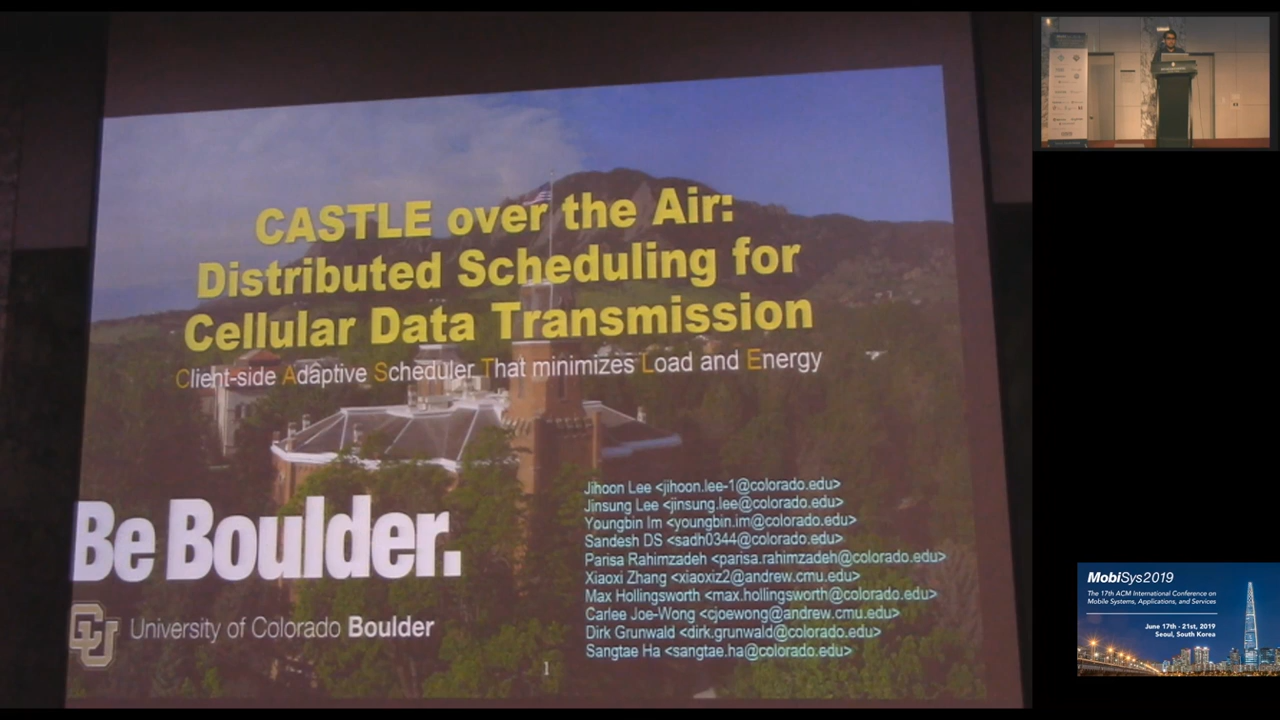 CASTLE over the Air:
Distributed Scheduling for
Cellular Data Transmission
Client-side Adaptive Scheduler That minimizes Load and Energy
Jihoon Lee <jihoon.lee-1@colorado.edu>
Jinsung Lee <jinsung.lee@colorado.edu>
Youngbin Im <youngbin.im@colorado.edu>
Sandesh DS <sadh0344@colorado.edu>
Parisa Rahimzadeh <parisa.rahimzadeh@colorado.edu>
Xiaoxi Zhang <xiaoxiz2@andrew.cmu.edu>
Max Hollingsworth <max.hollingsworth@colorado.edu>
Carlee Joe-Wong <cjoewong@andrew.cmu.edu>
Dirk Grunwald <dirk.grunwald@colorado.edu>
Sangtae Ha <sangtae.ha@colorado.edu>
Be Boulder.
CU
University of Colorado Boulder
1
MobiSys2019
The 17th ACM International Conference on
Mobile Systems, Applications, and Services
June 17th - 21st, 2019
Seoul, South Korea